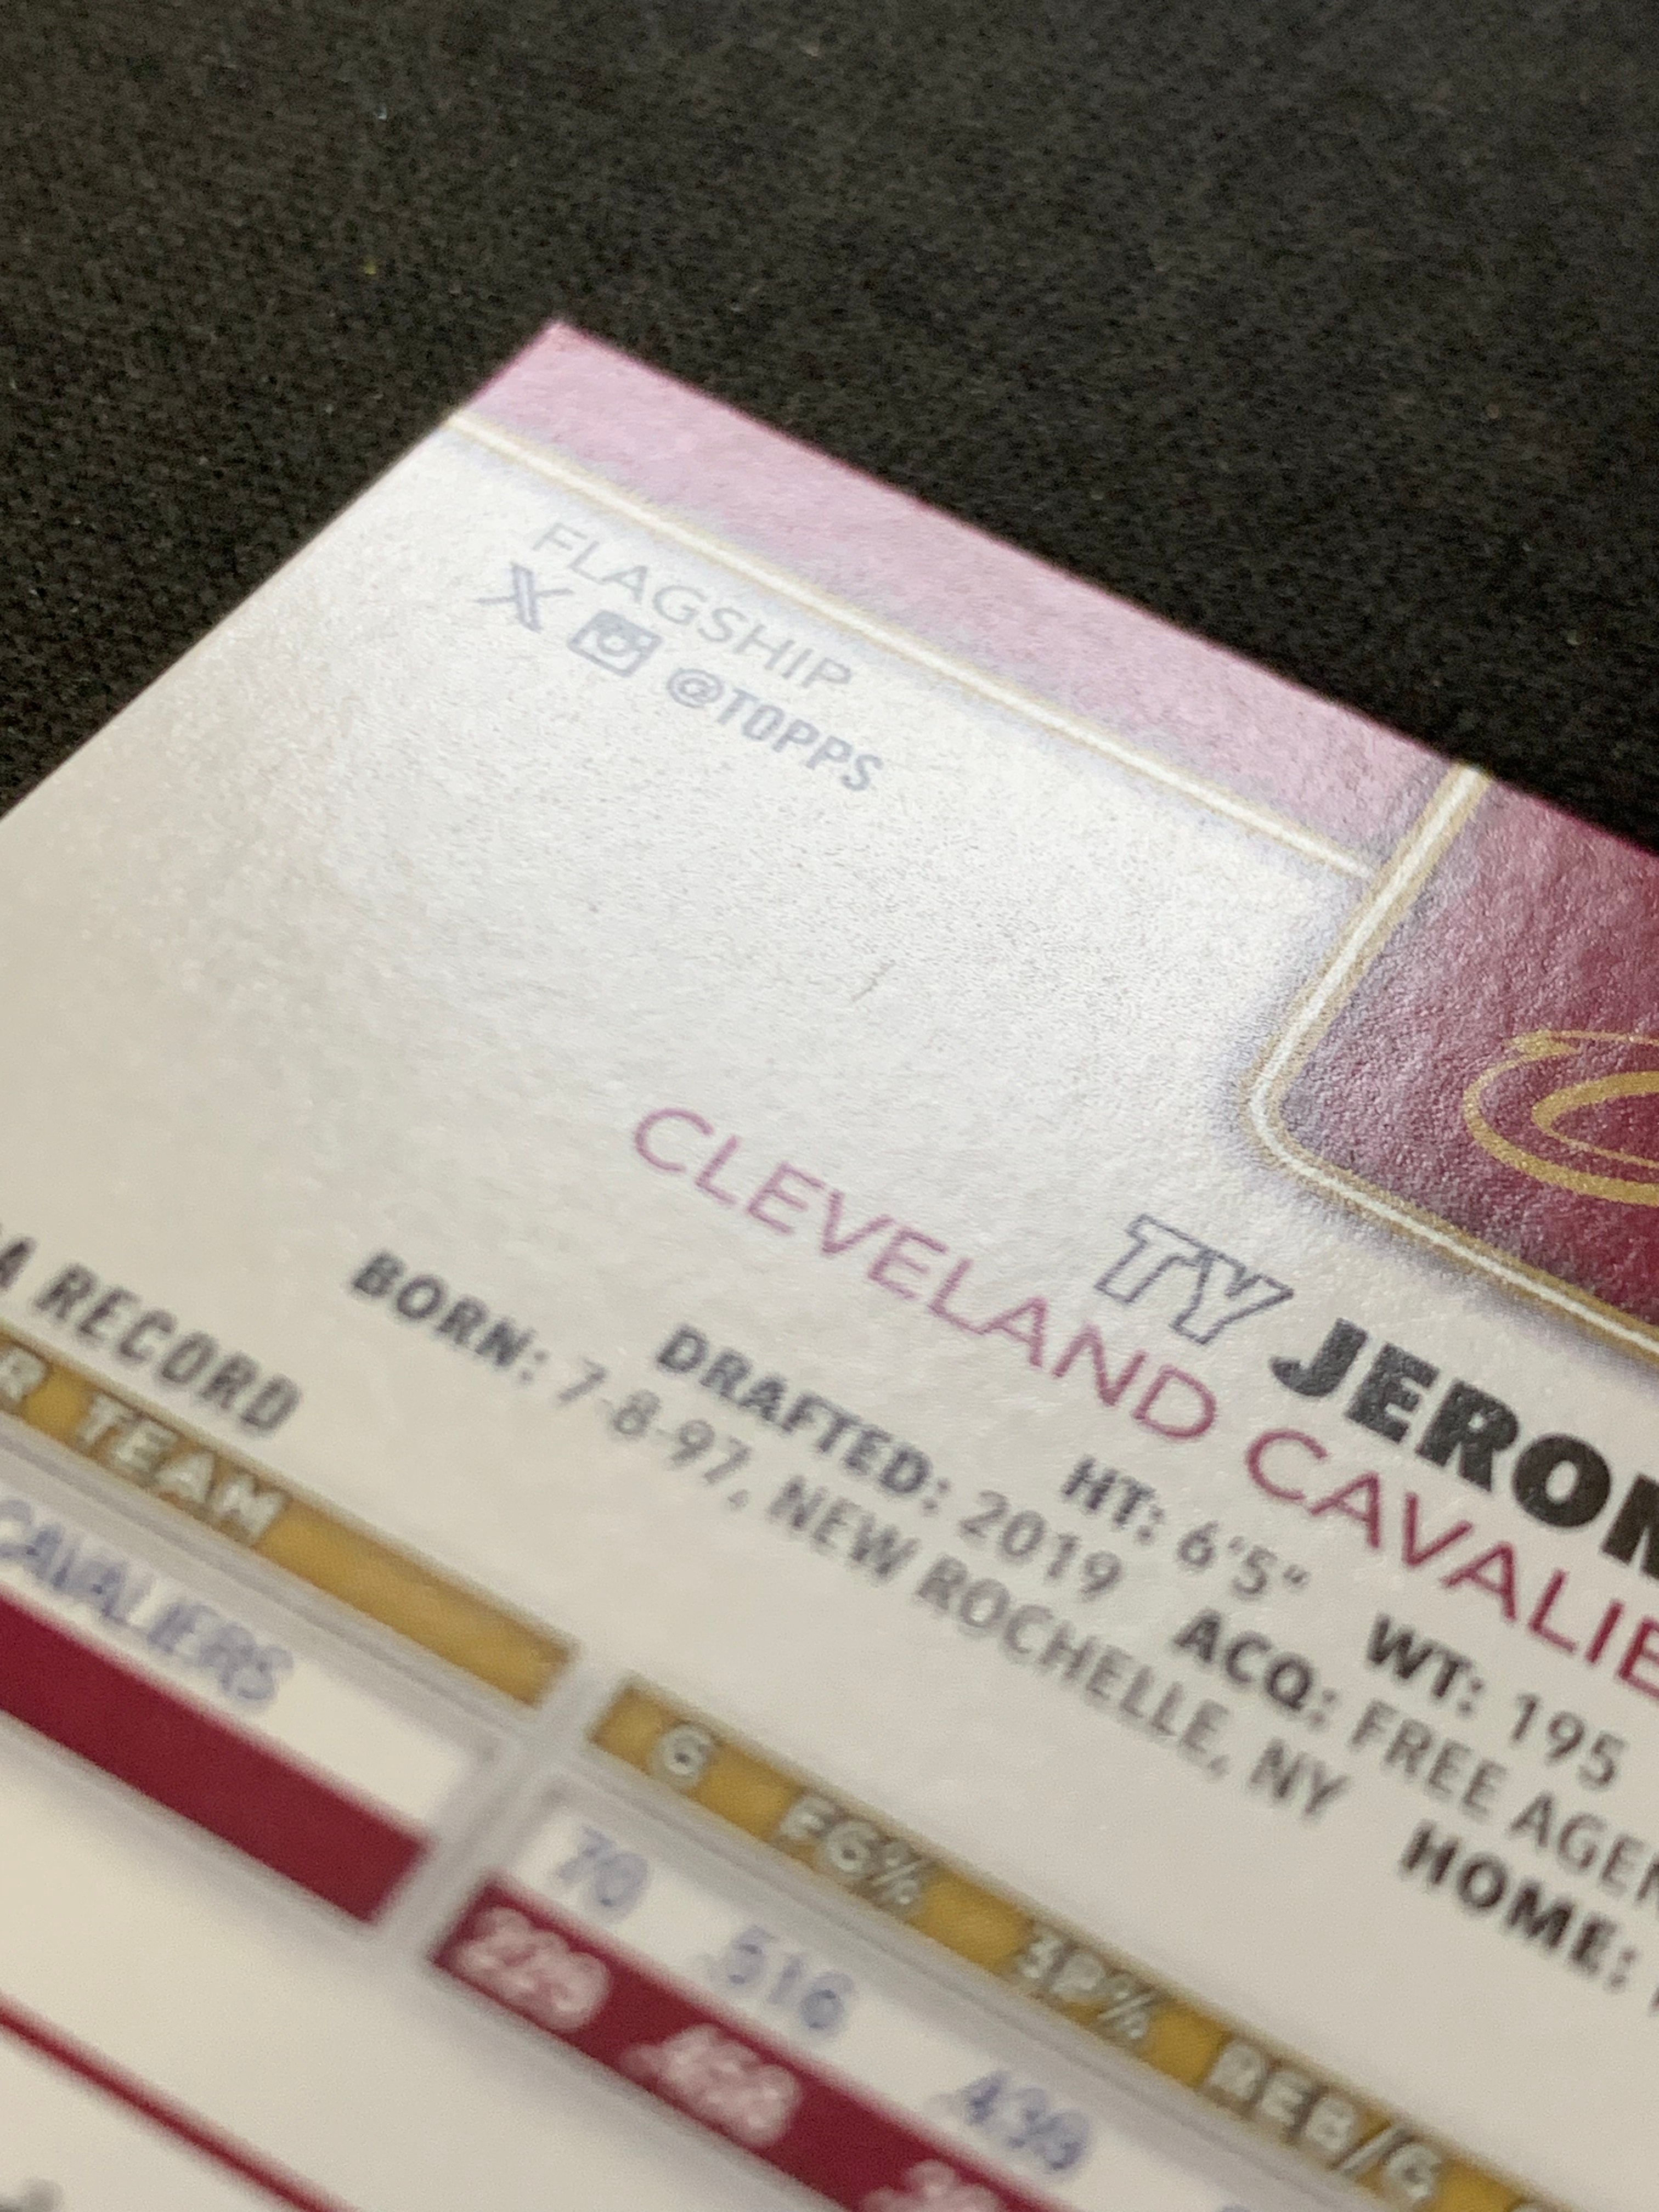 FLAGSHIP
X @TOPPS
TY JEROM
CLEVELAND CAVALIE
HT: 6'5" WT: 195
DRAFTED: 2019 ACQ: FREE AGEN
BORN: 7-8-97, NEW ROCHELLE, NY HOME:
A RECORD
R TEAM G FG% 3P% REB/G
CAVALIERS 70 516 439